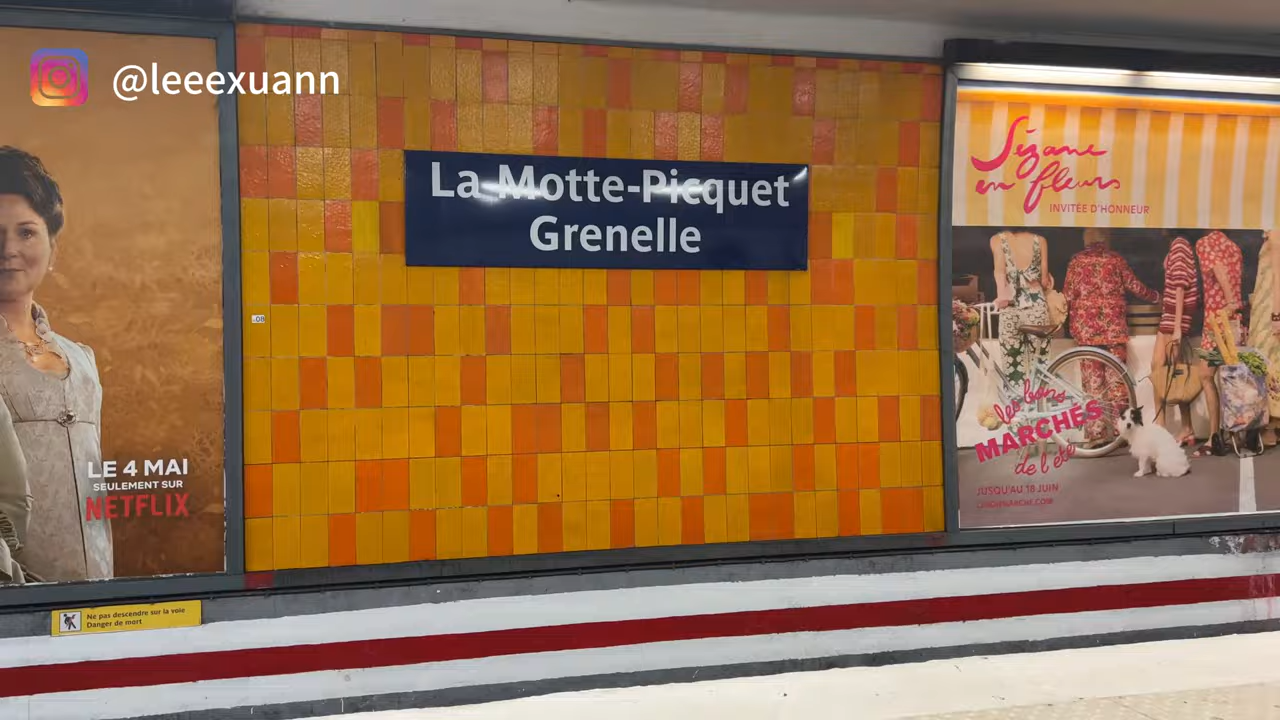 @leeexuann
La Motte-Picquet
Grenelle
LE 4 MAI
SEULEMENT SUR
NETFLIX
Ne pas descendre sur la voie
Danger de mort
Sézane
en fleurs
INVITÉE D'HONNEUR
les bons
MARCHÉS
de l'été
JUSQU'AU 18 JUIN